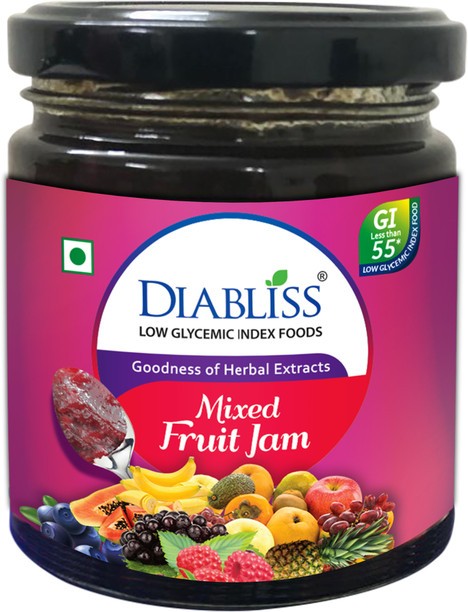 GI
Less than
55*
LOW GLYCEMIC INDEX FOOD
DIABLISS®
LOW GLYCEMIC INDEX FOODS
Goodness of Herbal Extracts
Mixed
Fruit Jam